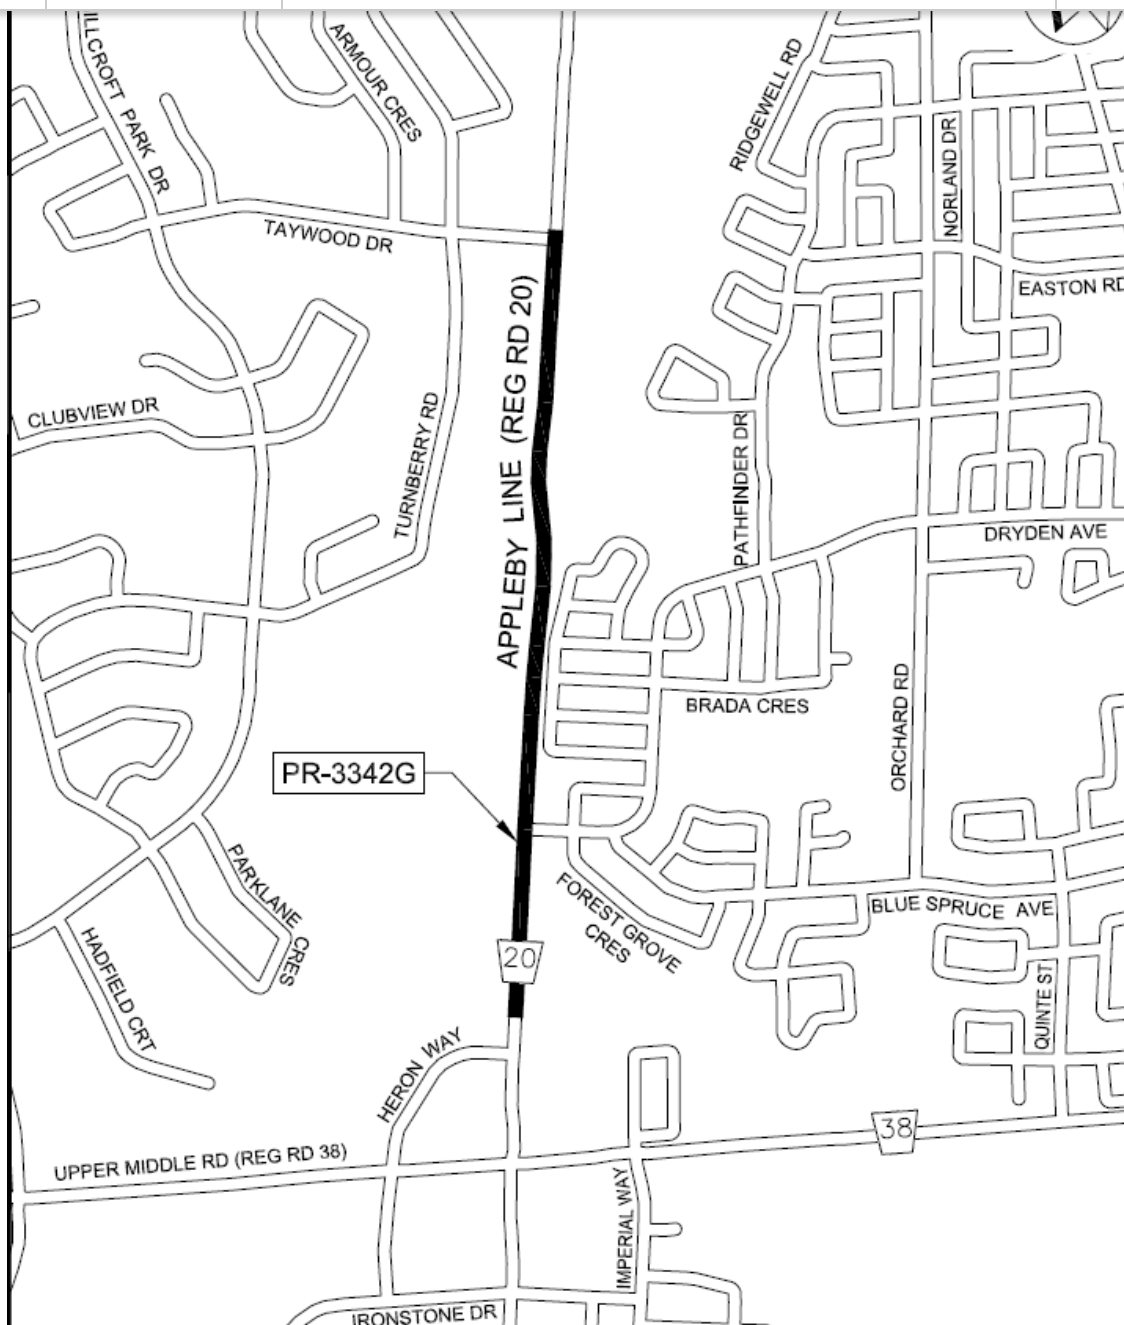 ILLCROFT PARK DR
ARMOUR CRES
RIDGEWELL RD
NORLAND DR
TAYWOOD DR
EASTON RD
APPLEBY LINE (REG RD 20)
CLUBVIEW DR
TURNBERRY RD
PATHFINDER DR
DRYDEN AVE
BRADA CRES
ORCHARD RD
PR-3342G
PARKLANE CRES
FOREST GROVE
CRES
BLUE SPRUCE AVE
HADFIELD CRT
20
QUINTE ST
HERON WAY
38
UPPER MIDDLE RD (REG RD 38)
IMPERIAL WAY
IRONSTONE DR